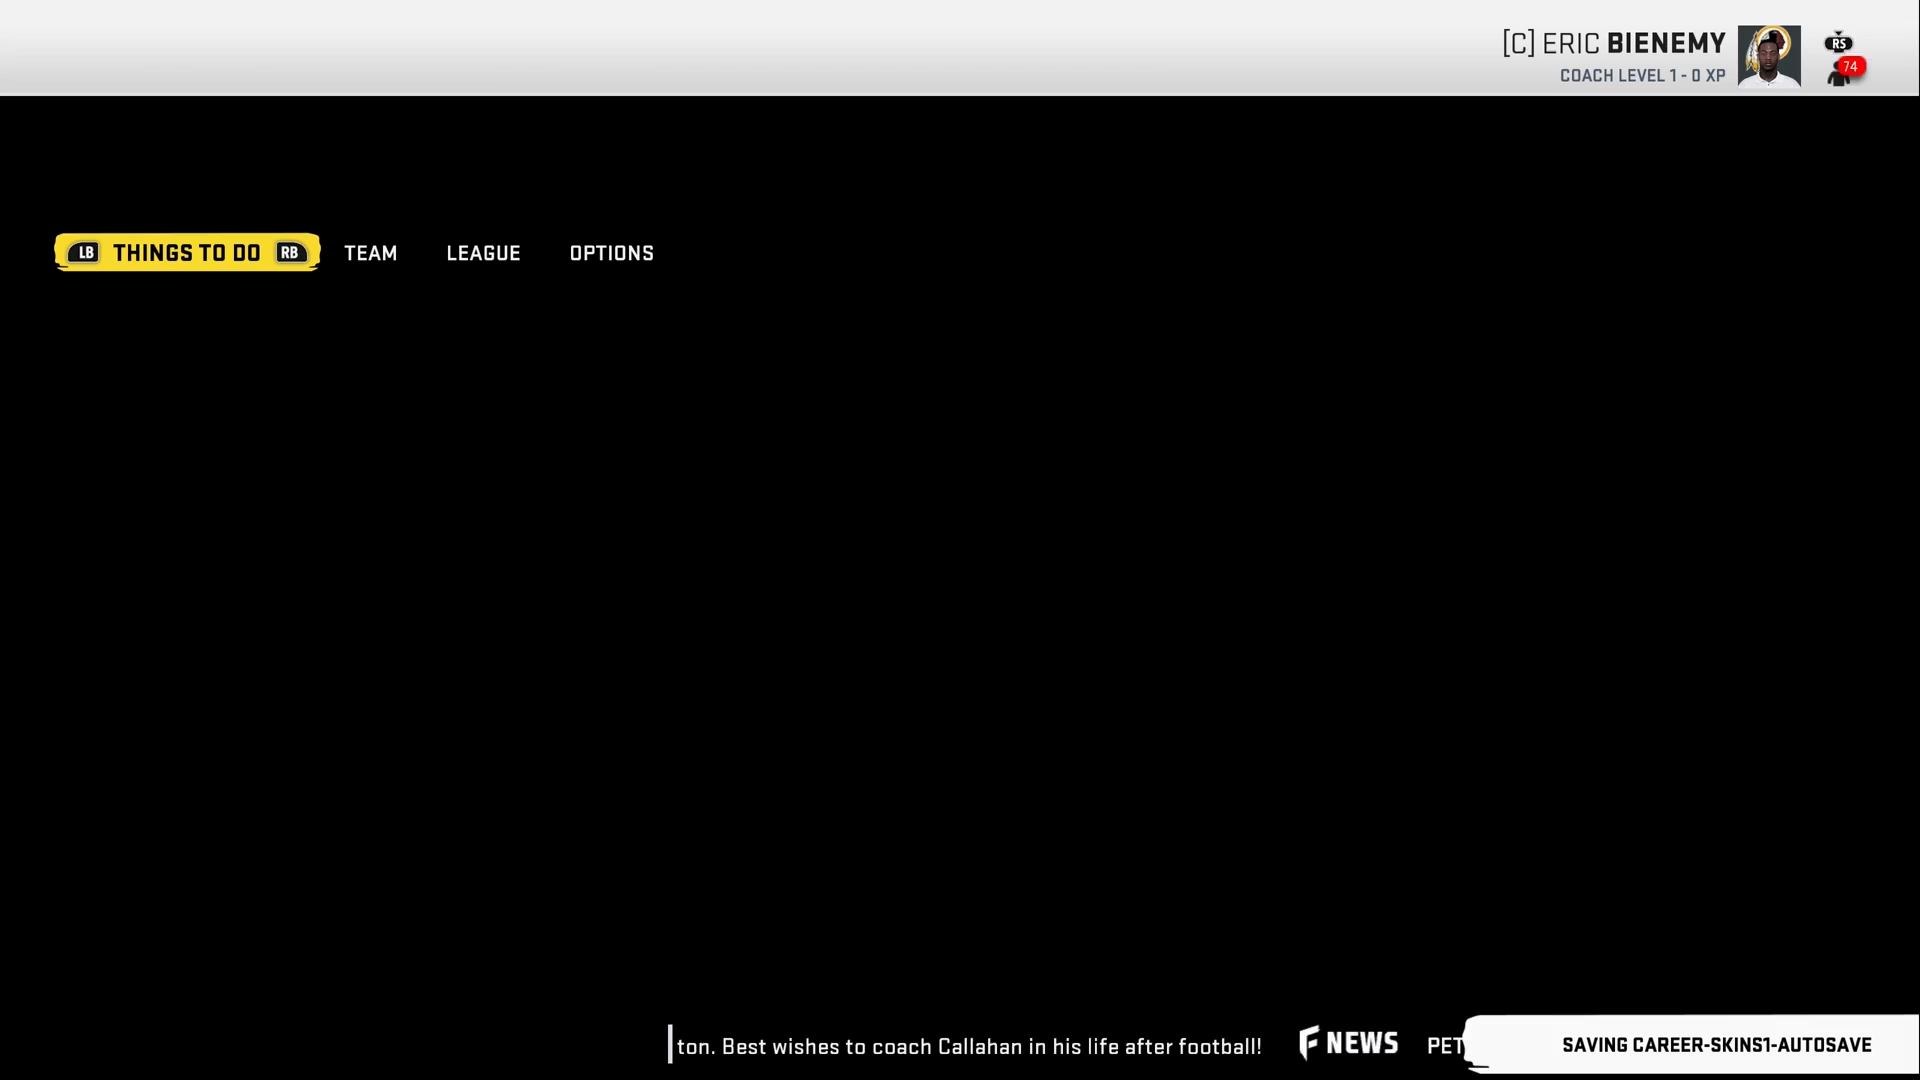 [C] ERIC BIENEMY
COACH LEVEL 1 - 0 XP
RS
74
LB THINGS TO DO RB TEAM LEAGUE OPTIONS
ton. Best wishes to coach Callahan in his life after football! NEWS PET
SAVING CAREER-SKINS1-AUTOSAVE